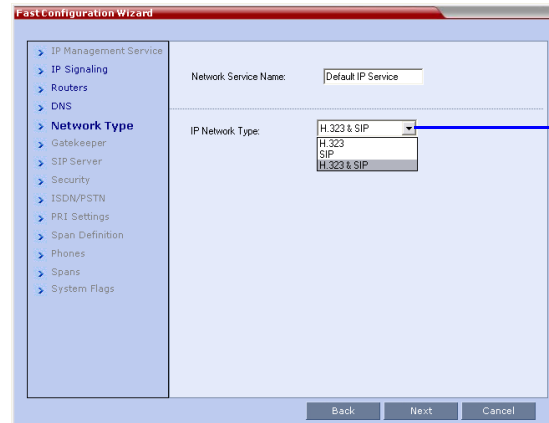 Fast Configuration Wizard
IP Management Service
IP Signaling
Routers
DNS
Network Type
Gatekeeper
SIP Server
Security
ISDN/PSTN
PRI Settings
Span Definition
Phones
Spans
System Flags
Network Service Name: Default IP Service
IP Network Type: H.323 & SIP
H.323
SIP
H.323 & SIP
Back Next Cancel